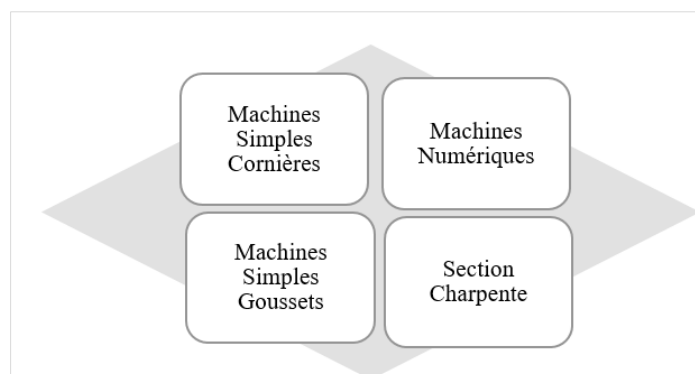 Machines
Simples
Cornières
Machines
Numériques
Machines
Simples
Goussets
Section
Charpente